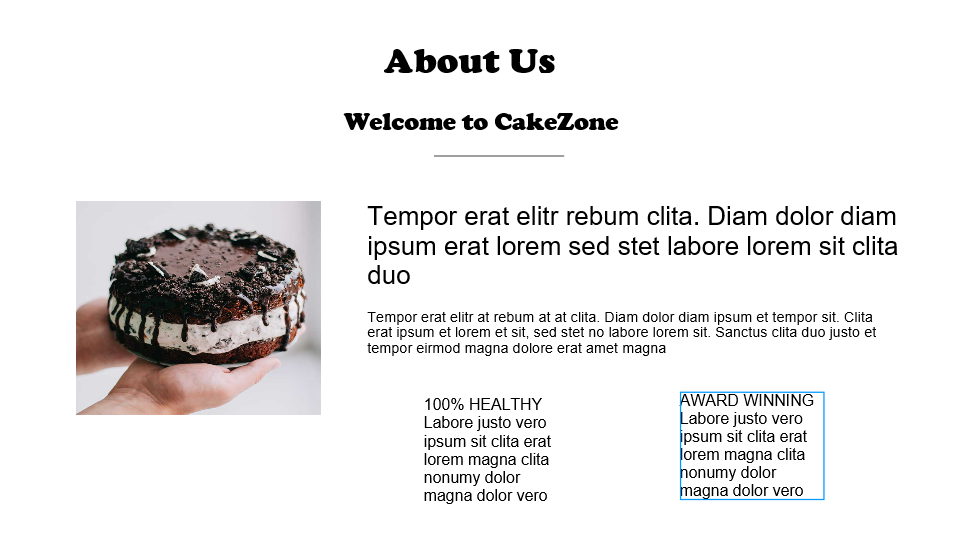 About Us
Welcome to CakeZone
Tempor erat elitr rebum clita. Diam dolor diam
ipsum erat lorem sed stet labore lorem sit clita
duo
Tempor erat elitr at rebum at at clita. Diam dolor diam ipsum et tempor sit. Clita
erat ipsum et lorem et sit, sed stet no labore lorem sit. Sanctus clita duo justo et
tempor eirmod magna dolore erat amet magna
100% HEALTHY
Labore justo vero
ipsum sit clita erat
lorem magna clita
nonumy dolor
magna dolor vero
AWARD WINNING
Labore justo vero
ipsum sit clita erat
lorem magna clita
nonumy dolor
magna dolor vero